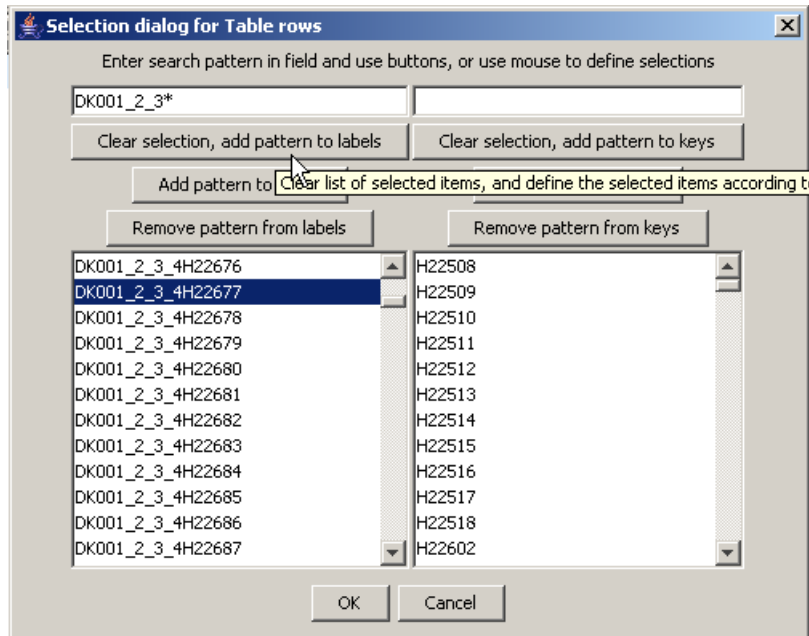 Selection dialog for Table rows
Enter search pattern in field and use buttons, or use mouse to define selections
DK001_2_3*
Clear selection, add pattern to labels
Clear selection, add pattern to keys
Add pattern to
Clear list of selected items, and define the selected items according to
Remove pattern from labels
Remove pattern from keys
DK001_2_3_4H22676
DK001_2_3_4H22677
DK001_2_3_4H22678
DK001_2_3_4H22679
DK001_2_3_4H22680
DK001_2_3_4H22681
DK001_2_3_4H22682
DK001_2_3_4H22683
DK001_2_3_4H22684
DK001_2_3_4H22685
DK001_2_3_4H22686
DK001_2_3_4H22687
H22508
H22509
H22510
H22511
H22512
H22513
H22514
H22515
H22516
H22517
H22518
H22602
OK
Cancel